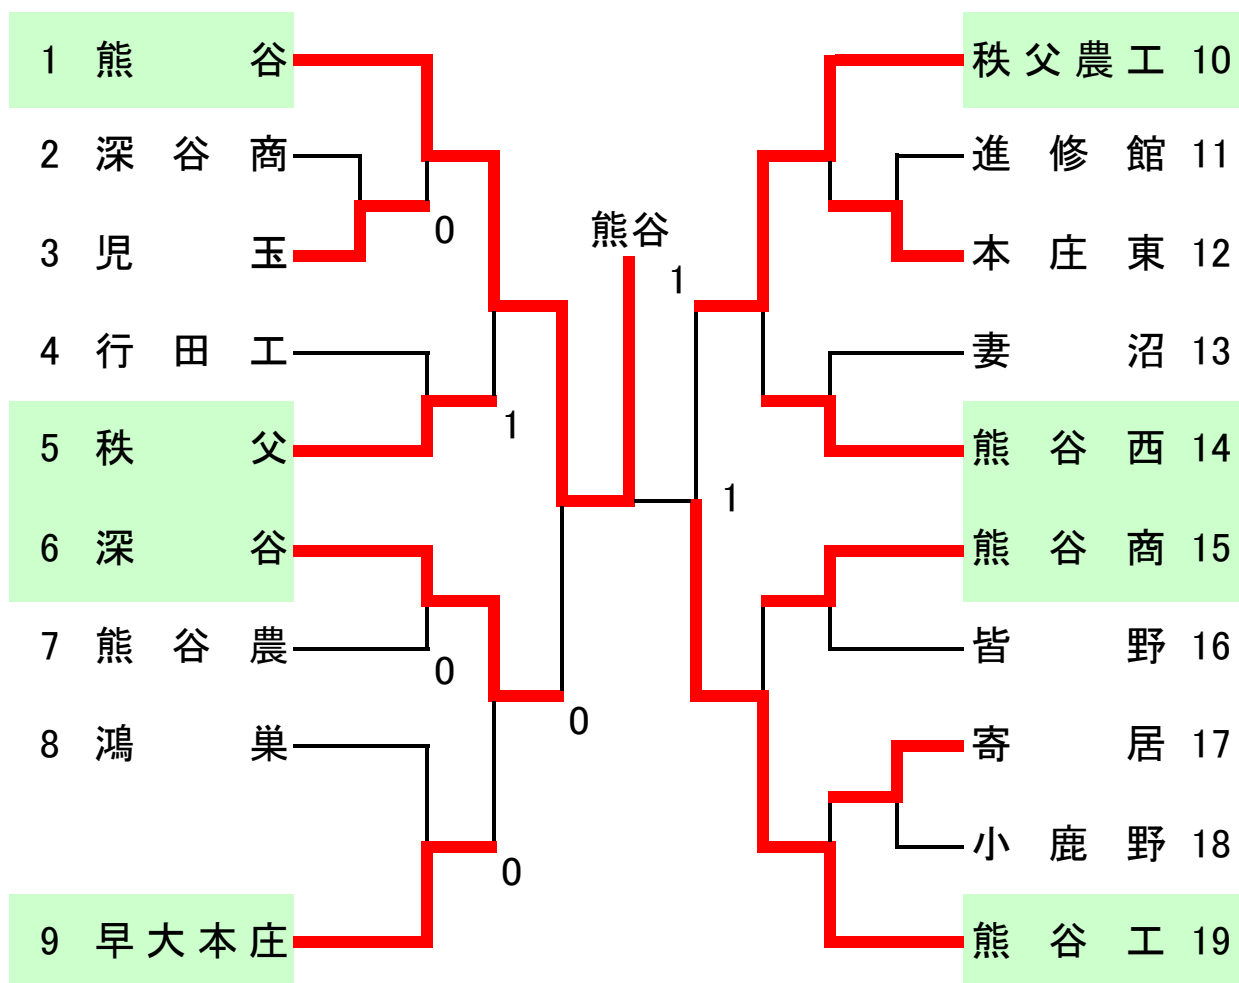 1 熊谷
2 深谷商
3 児玉
4 行田工
5 秩父
6 深谷
7 熊谷農
8 鴻巣
9 早大本庄
0
1
0
0
0
熊谷
1
1
秩父農工 10
進修館 11
本庄東 12
妻沼 13
熊谷西 14
熊谷商 15
皆野 16
寄居 17
小鹿野 18
熊谷工 19